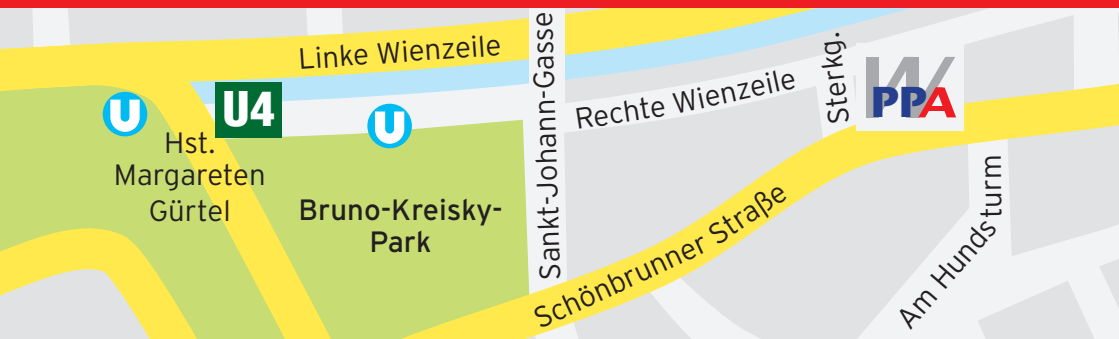 Linke Wienzeile
Sankt-Johann-Gasse
Sterkg.
W
PPA
U
U4
U
Rechte Wienzeile
Hst.
Margareten
Gürtel
Bruno-Kreisky-
Park
Schönbrunner Straße
Am Hundsturm